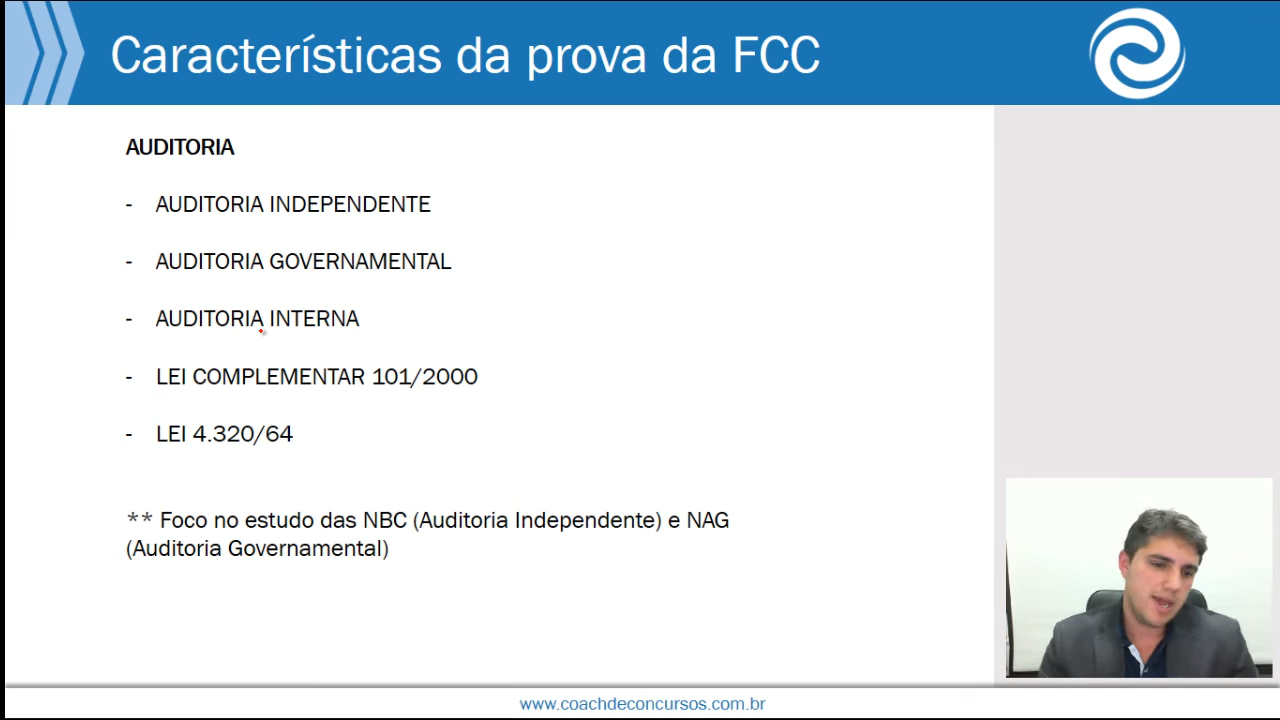 Características da prova da FCC
AUDITORIA
- AUDITORIA INDEPENDENTE
- AUDITORIA GOVERNAMENTAL
- AUDITORIA INTERNA
- LEI COMPLEMENTAR 101/2000
- LEI 4.320/64
** Foco no estudo das NBC (Auditoria Independente) e NAG
(Auditoria Governamental)
www.coachdeconcursos.com.br